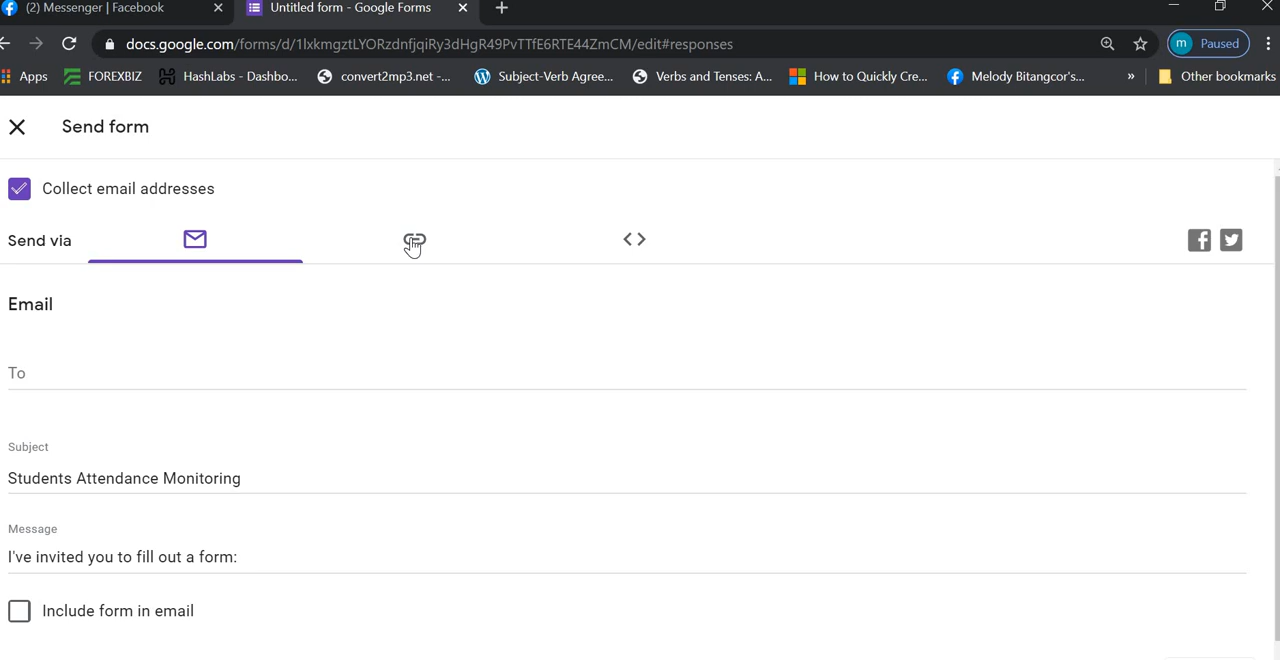 (2) Messenger | Facebook
Untitled form - Google Forms
docs.google.com/forms/d/1lxkmgztLYORzdnfjqiRy3dHgR49PvTTfE6RTE44ZmCM/edit#responses
m Paused
Apps FOREXBIZ HashLabs - Dashbo... convert2mp3.net -... Subject-Verb Agree... Verbs and Tenses: A... How to Quickly Cre... Melody Bitangcor's... » Other bookmarks
Send form
Collect email addresses
Send via
Email
To
Subject
Students Attendance Monitoring
Message
I've invited you to fill out a form:
Include form in email